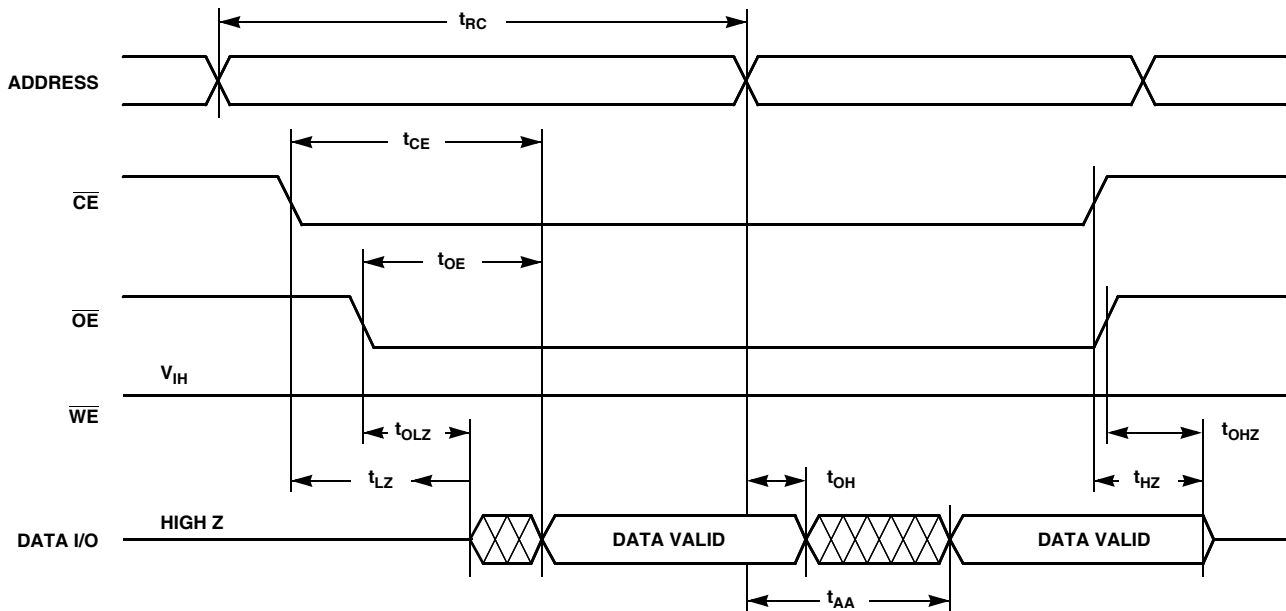 tRC
ADDRESS
tCE
CE
tOE
OE
VIH
WE
tOLZ
tOHZ
tLZ
tOH
tHZ
HIGH Z
DATA I/O
DATA VALID
DATA VALID
tAA